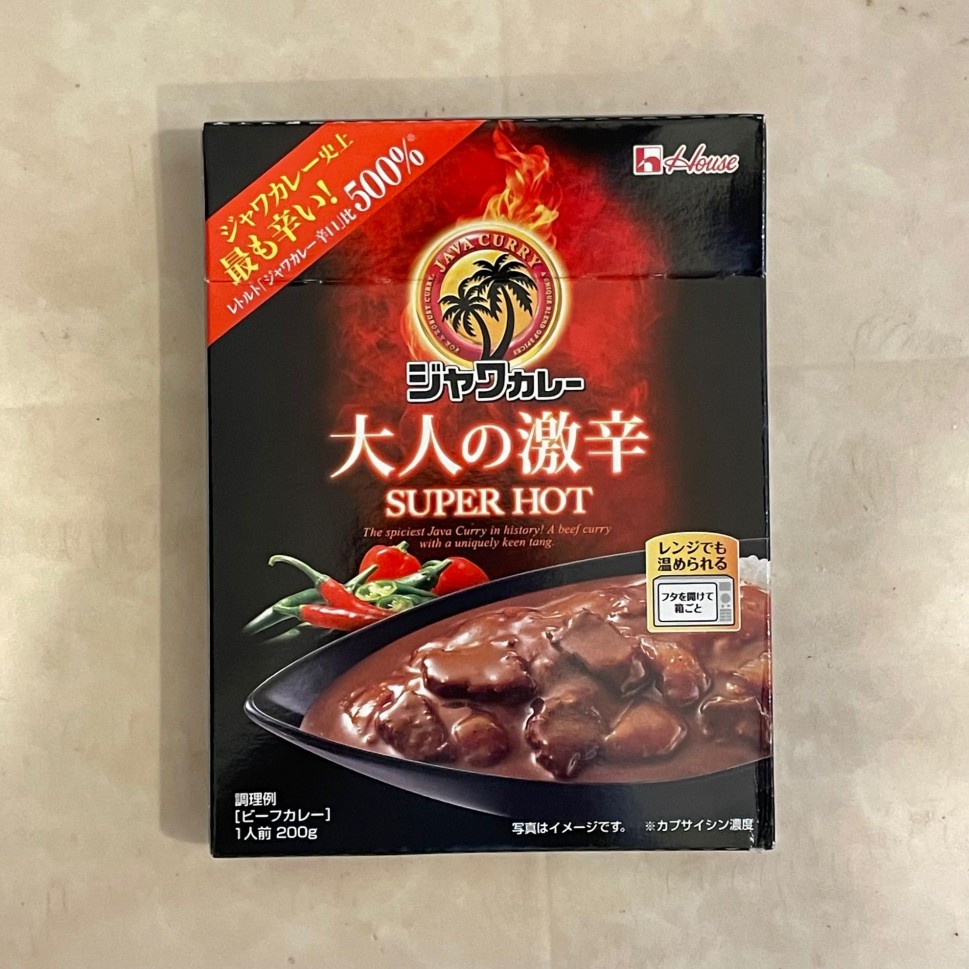 ジャワカレー史上
最も辛い!
レトルト「ジャワカレー 辛口」比 500%※
House
JAVA CURRY
A UNIQUE BLEND OF SPICES
ジャワカレー
大人の激辛
SUPER HOT
The spiciest Java Curry in history! A beef curry
with a uniquely keen tang.
レンジでも
温められる
フタを開けて
箱ごと
調理例
[ビーフカレー]
1人前 200g
写真はイメージです。
※カプサイシン濃度